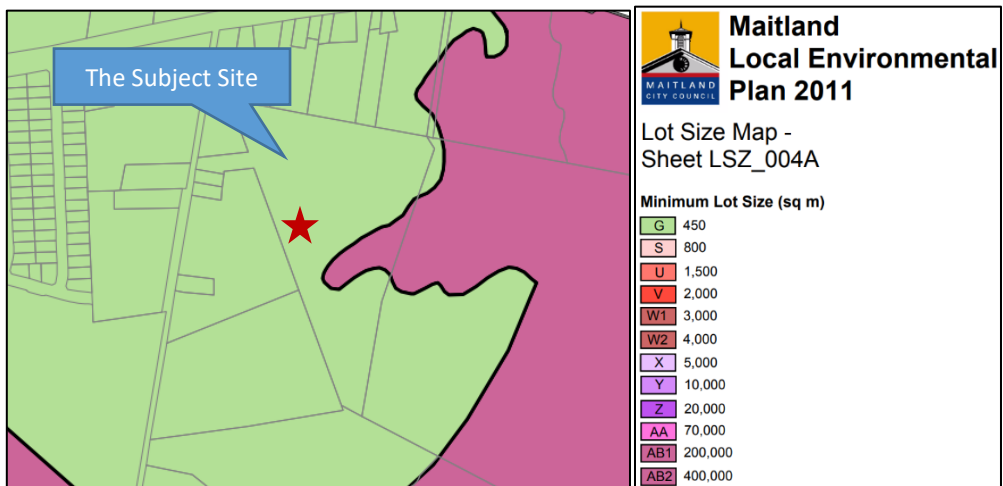 The Subject Site
MAITLAND
CITY COUNCIL
Maitland
Local Environmental
Plan 2011
Lot Size Map -
Sheet LSZ_004A
Minimum Lot Size (sq m)
G 450
S 800
U 1,500
V 2,000
W1 3,000
W2 4,000
X 5,000
Y 10,000
Z 20,000
AA 70,000
AB1 200,000
AB2 400,000